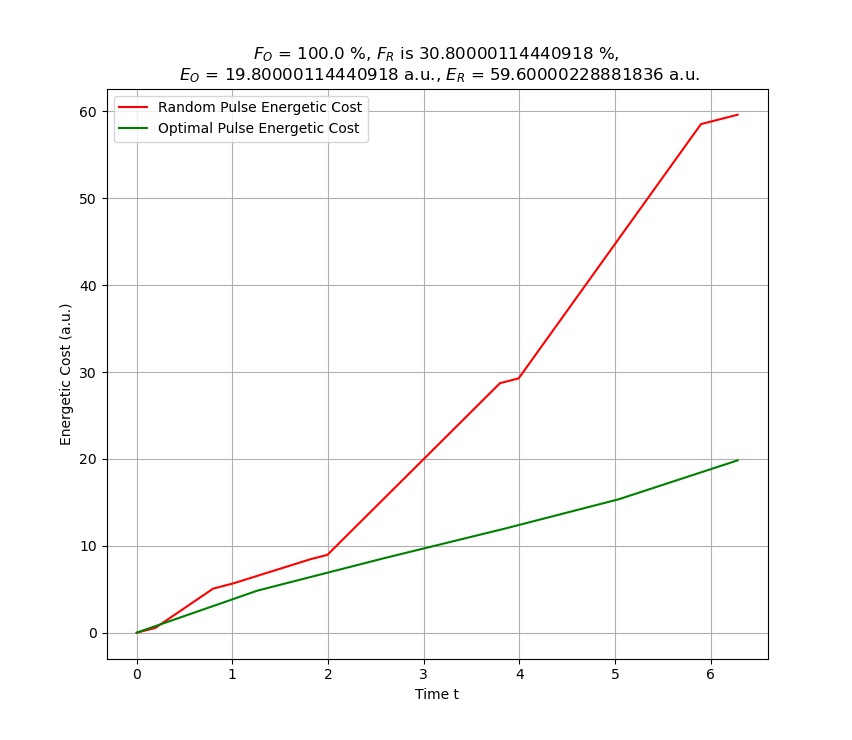 F_O = 100.0 %, F_R is 30.80000114440918 %,
E_O = 19.80000114440918 a.u., E_R = 59.60000228881836 a.u.
Random Pulse Energetic Cost
Optimal Pulse Energetic Cost
60
50
40
30
20
10
0
Energetic Cost (a.u.)
0 1 2 3 4 5 6
Time t